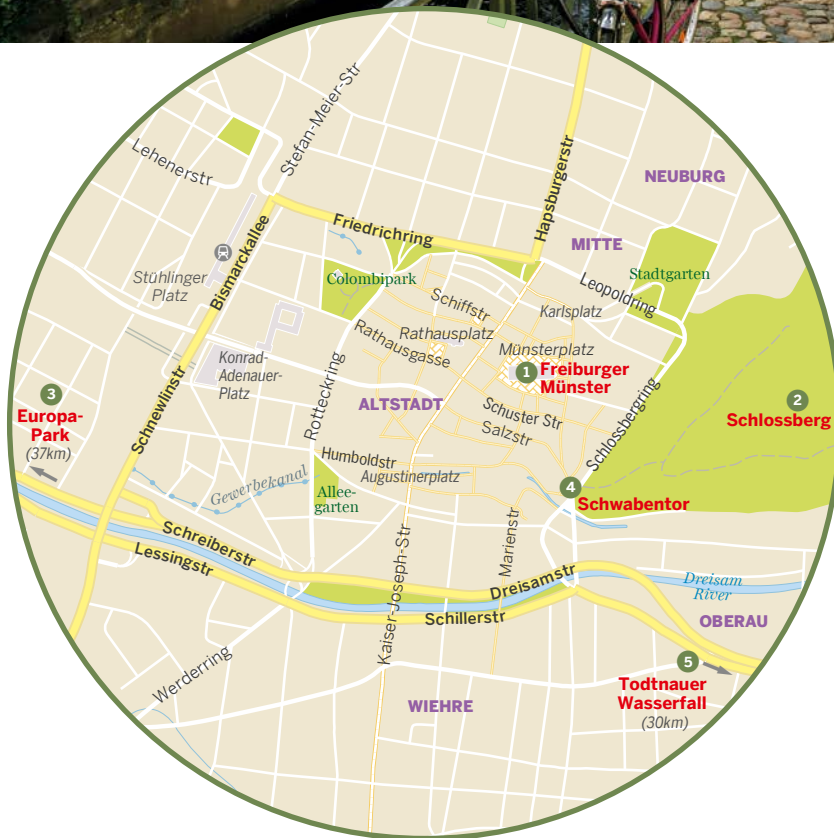 Stefan-Meier-Str
Lehenerstr
Hapsburgerstr
NEUBURG
Friedrichring
MITTE
Bismarckallee
Stühlinger
Platz
Colombipark
Stadtgarten
Leopoldring
Schiffstr
Karlsplatz
Rathausplatz
Rathausgasse
Münsterplatz
Konrad-
Adenauer-
Platz
1
Freiburger
Münster
3
Europa-
Park
(37km)
Schnewlinstr
Rotteckring
ALTSTADT
2
Schlossberg
Schuster Str
Salzstr
Schlossbergring
Humboldstr
Augustinerplatz
Gewerbekanal
Allee-
garten
4
Schwabentor
Marienstr
Schreiberstr
Lessingstr
Kaiser-Joseph-Str
Dreisamstr
Dreisam
River
Schillerstr
OBERAU
Werderring
5
Todtnauer
Wasserfall
(30km)
WIEHRE